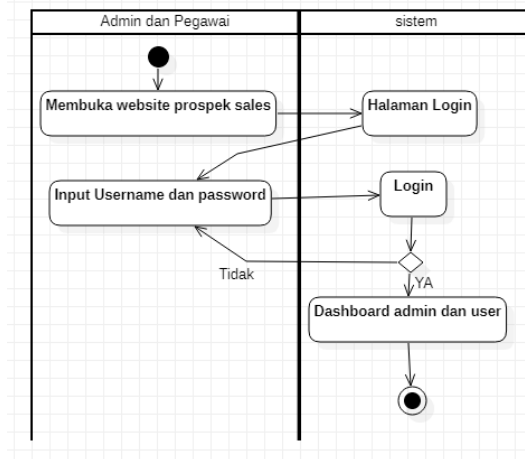 Admin dan Pegawai
sistem
Membuka website prospek sales
Halaman Login
Input Username dan password
Login
Tidak
YA
Dashboard admin dan user